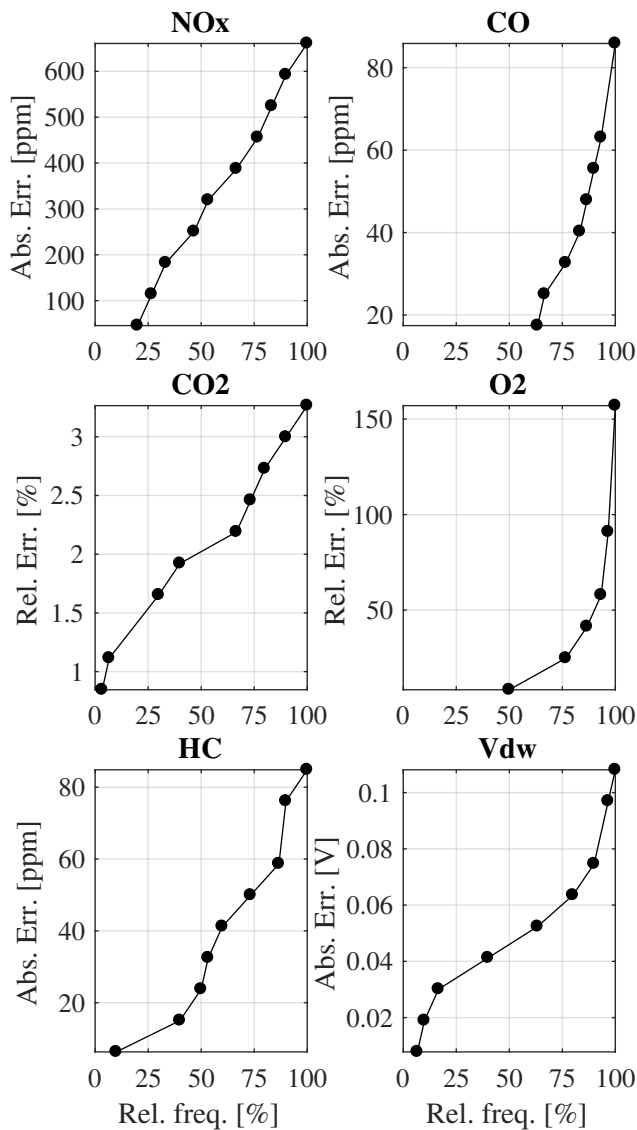 NOx
CO
Abs. Err. [ppm]
600
500
400
300
200
100
0 25 50 75 100
Abs. Err. [ppm]
80
60
40
20
0 25 50 75 100
CO2
O2
Rel. Err. [%]
3
2.5
2
1.5
1
0 25 50 75 100
Rel. Err. [%]
150
100
50
0 25 50 75 100
HC
Vdw
Abs. Err. [ppm]
80
60
40
20
0 25 50 75 100
Rel. freq. [%]
Abs. Err. [V]
0.1
0.08
0.06
0.04
0.02
0 25 50 75 100
Rel. freq. [%]